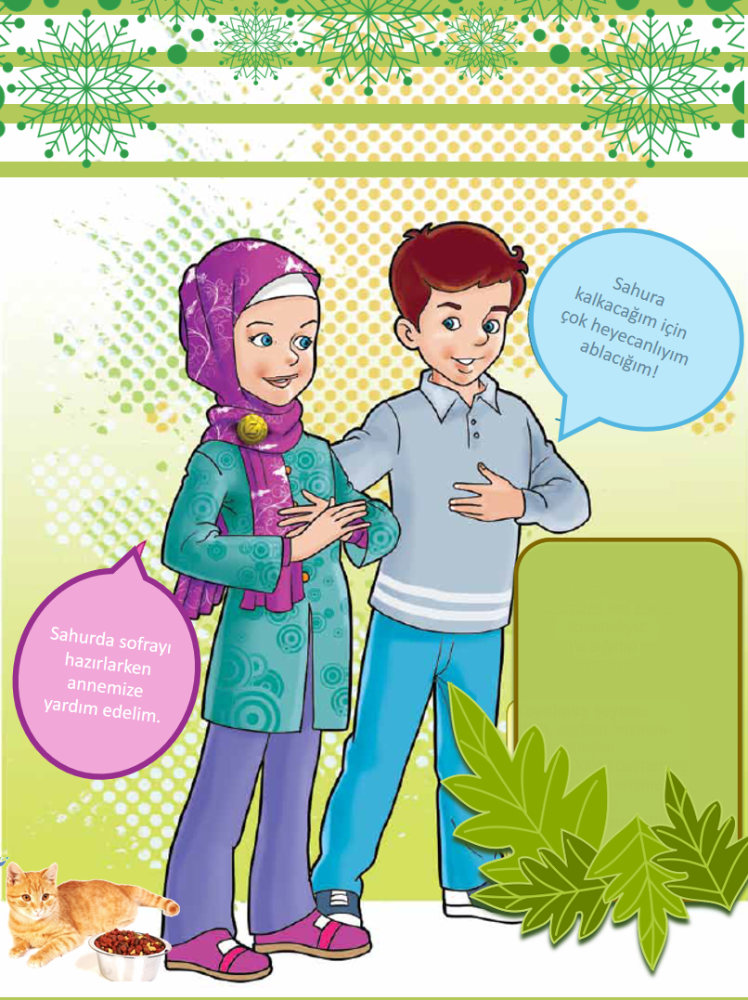 Sahura
kalkacağım için
çok heyecanlıyım
ablacığım!
Sahurda sofrayı
hazırlarken
annemize
yardım edelim.